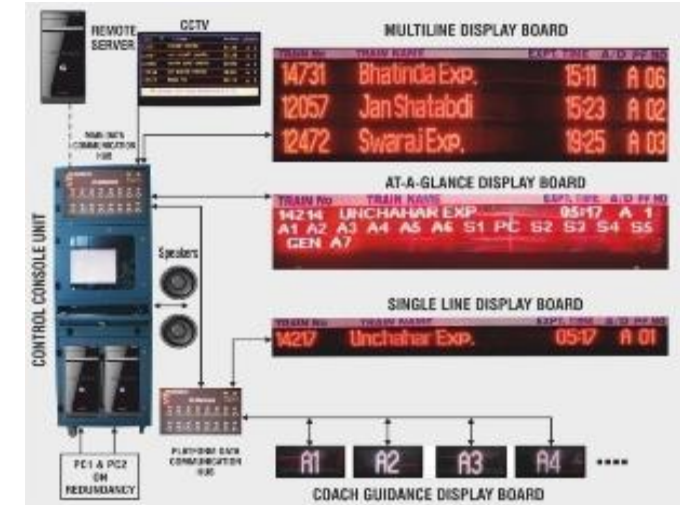 REMOTE SERVER
CCTV
MULTILINE DISPLAY BOARD
TRAIN No TRAIN NAME EXPT. TIME A/D PF NO
14731 Bhatinda Exp. 15:11 A 06
12057 Jan Shatabdi 15:23 A 02
12472 Swaraj Exp. 19:25 A 03
MAIN DATA COMMUNICATION HUB
AT-A-GLANCE DISPLAY BOARD
TRAIN No TRAIN NAME EXPT. TIME A/D PF NO
14214 UNCHAHAR EXP 05:17 A 1
A1 A2 A3 A4 A5 A6 S1 PC S2 S3 S4 S5
GEN A7
CONTROL CONSOLE UNIT
Speakers
SINGLE LINE DISPLAY BOARD
TRAIN No TRAIN NAME EXPT. TIME A/D PF NO
14217 Unchahar Exp. 05:17 A 01
PLATFORM DATA COMMUNICATION HUB
PC1 & PC2 ON REDUNDANCY
A1 A2 A3 A4 ....
COACH GUIDANCE DISPLAY BOARD